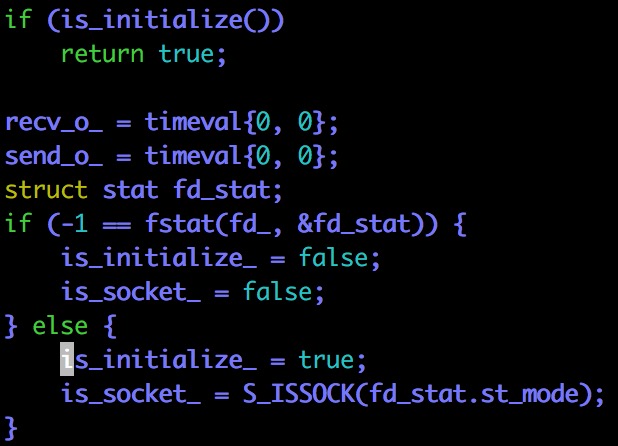 if (is_initialize())
    return true;

recv_o_ = timeval{0, 0};
send_o_ = timeval{0, 0};
struct stat fd_stat;
if (-1 == fstat(fd_, &fd_stat)) {
    is_initialize_ = false;
    is_socket_ = false;
} else {
    is_initialize_ = true;
    is_socket_ = S_ISSOCK(fd_stat.st_mode);
}